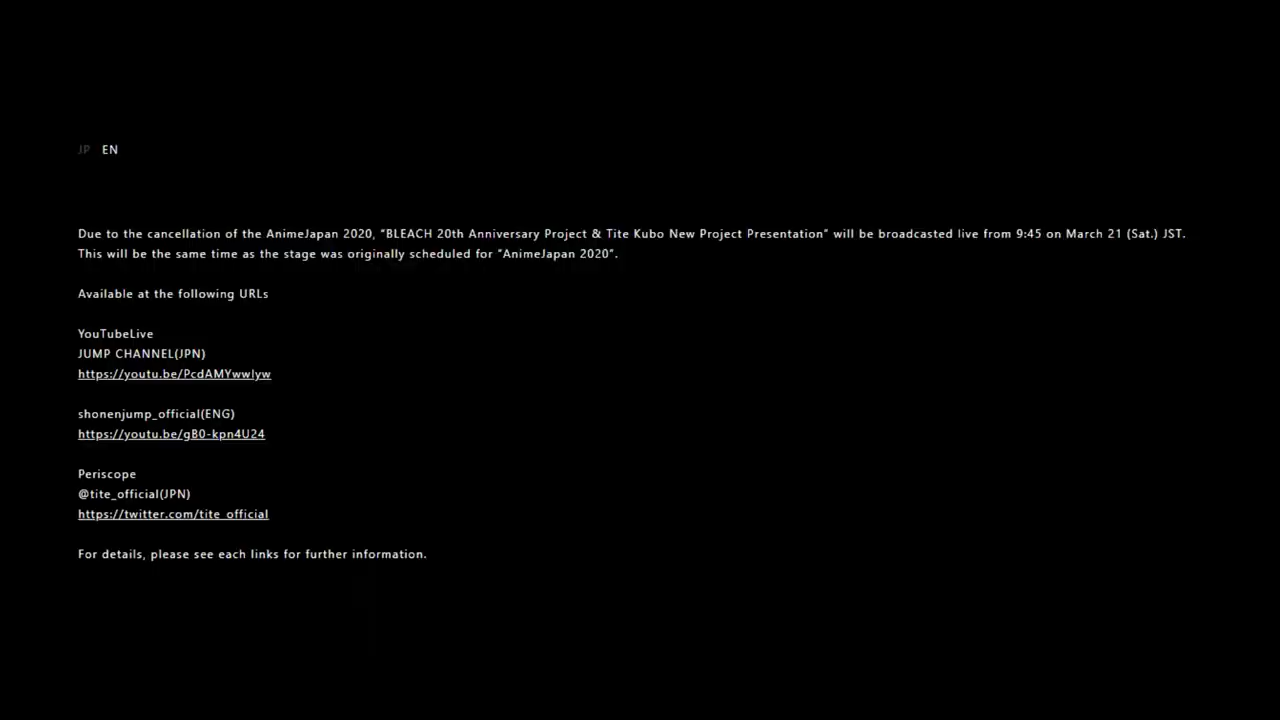 JP EN
Due to the cancellation of the AnimeJapan 2020, “BLEACH 20th Anniversary Project & Tite Kubo New Project Presentation” will be broadcasted live from 9:45 on March 21 (Sat.) JST.
This will be the same time as the stage was originally scheduled for “AnimeJapan 2020”.
Available at the following URLs
YouTubeLive
JUMP CHANNEL(JPN)
https://youtu.be/PcdAMYwwlyw
shonenjump_official(ENG)
https://youtu.be/gB0-kpn4U24
Periscope
@tite_official(JPN)
https://twitter.com/tite_official
For details, please see each links for further information.